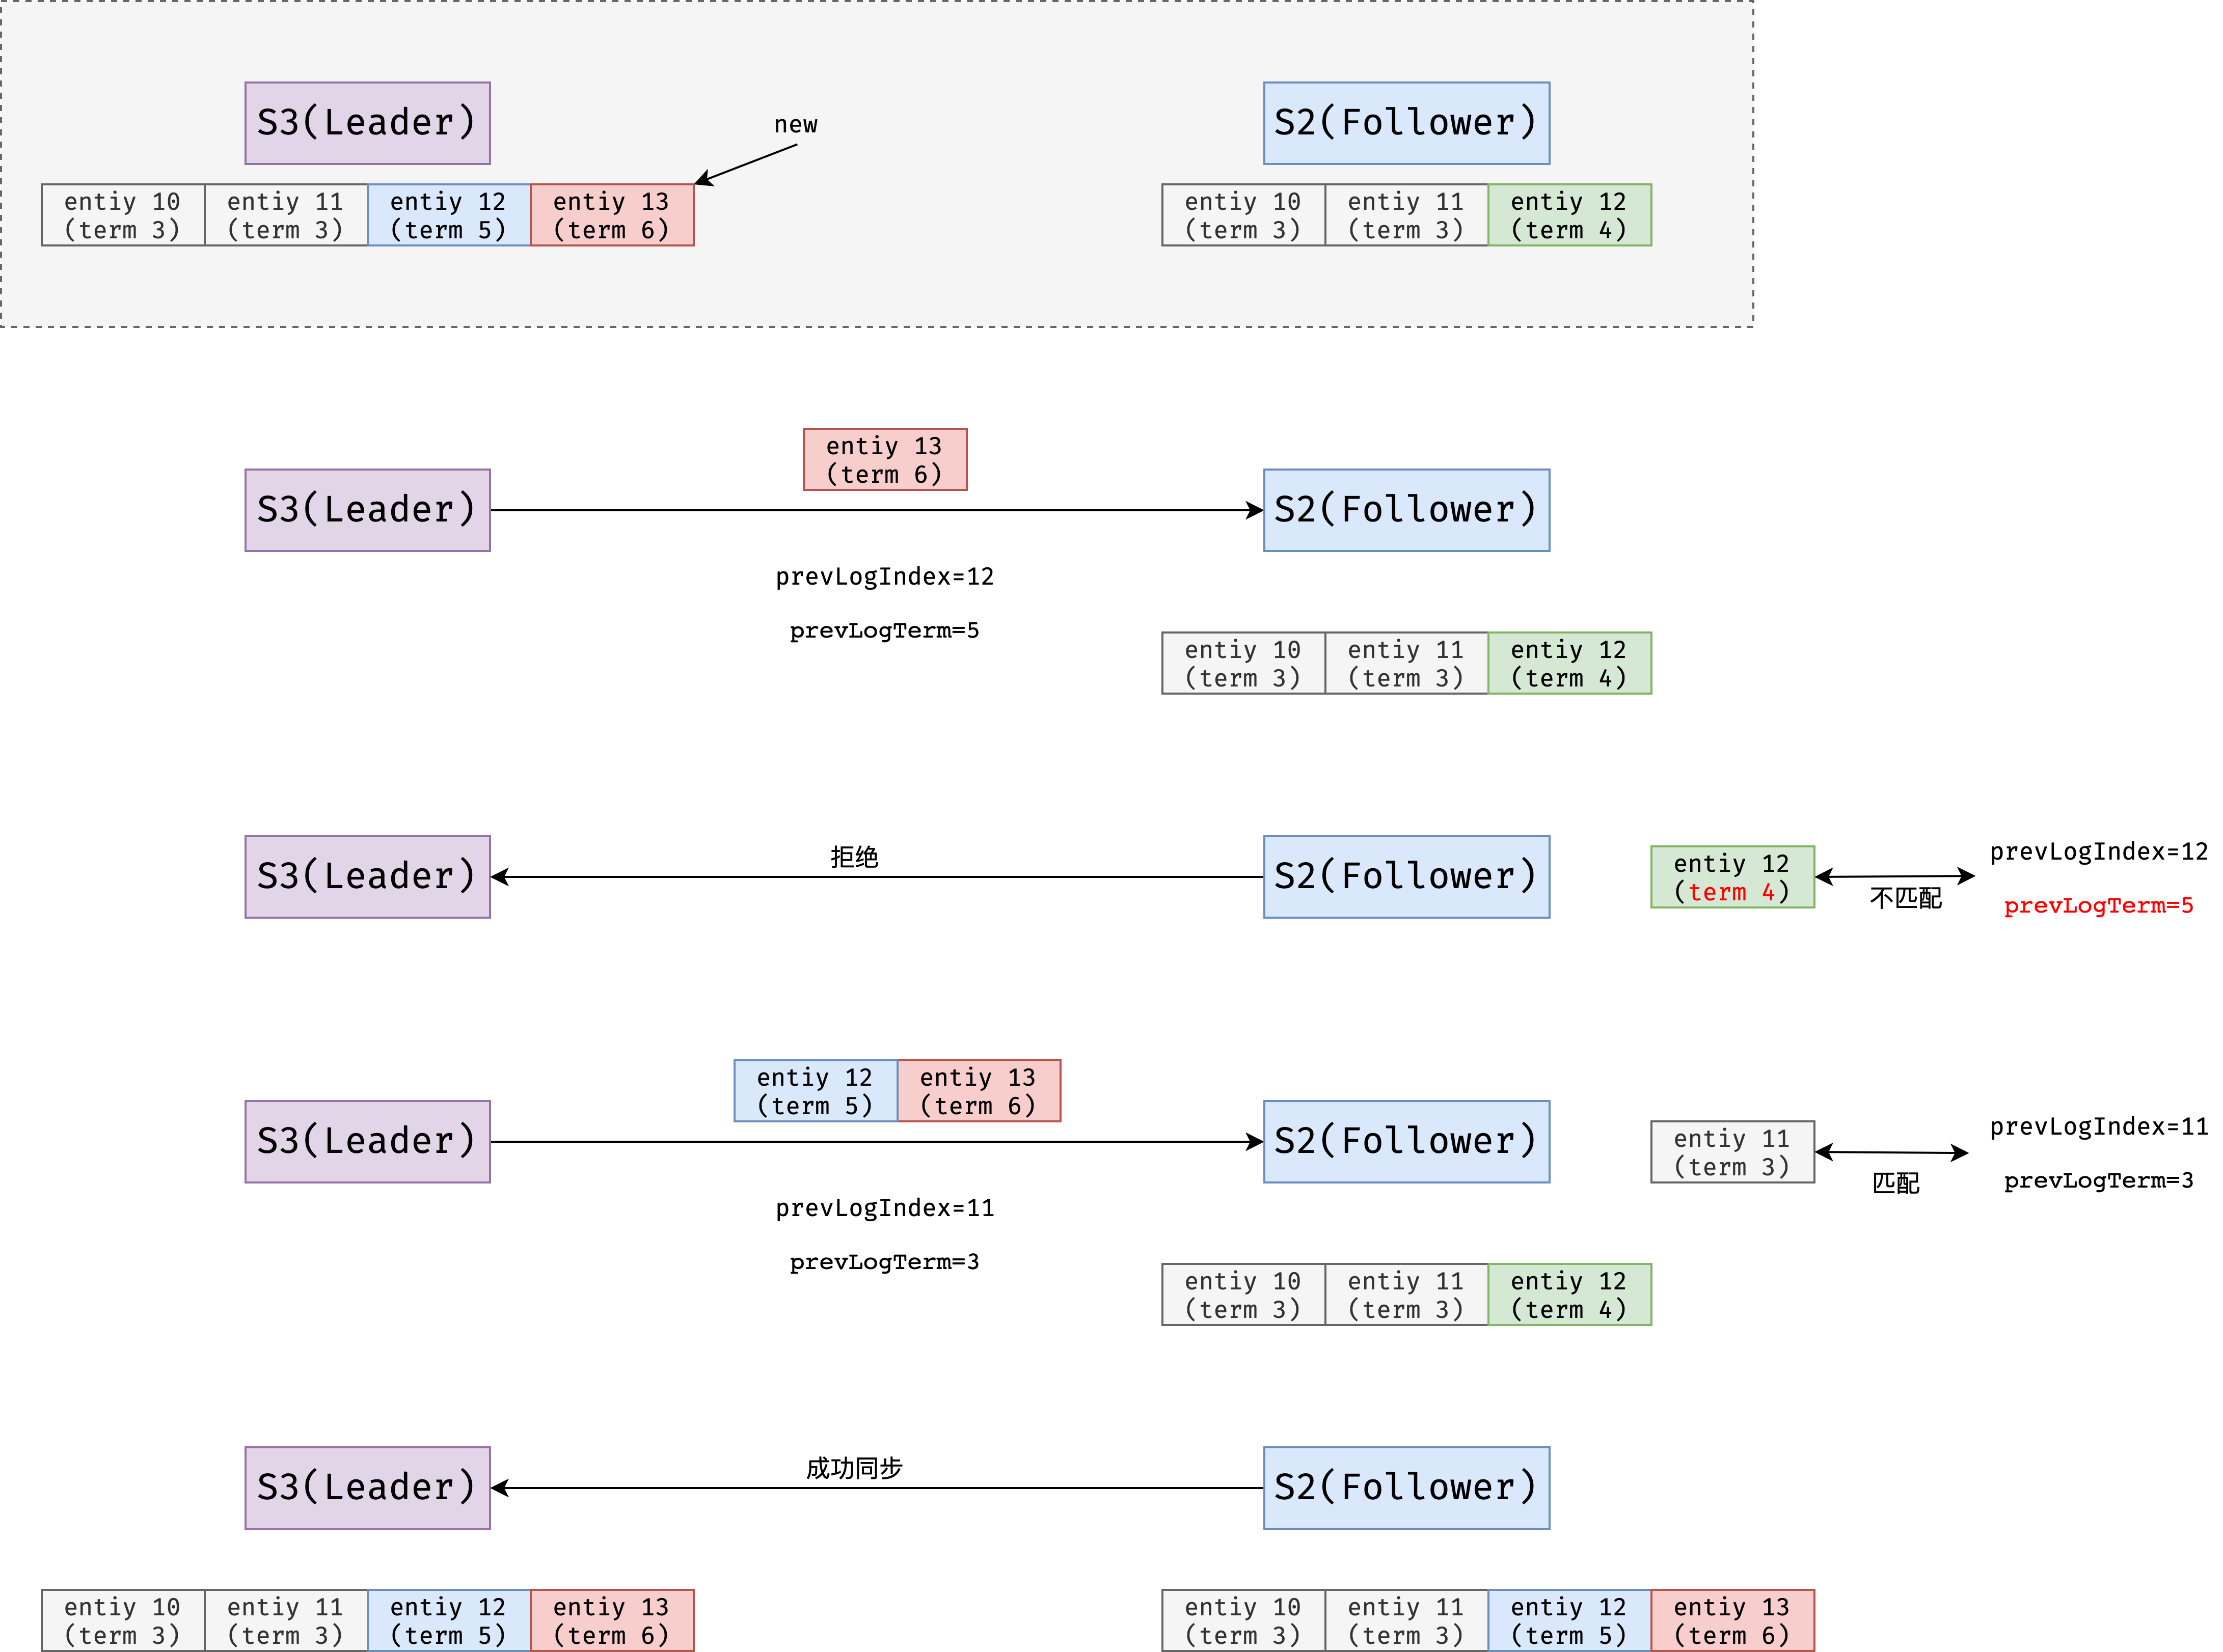 S3(Leader)
new
S2(Follower)
entiy 10
(term 3)
entiy 11
(term 3)
entiy 12
(term 5)
entiy 13
(term 6)
entiy 10
(term 3)
entiy 11
(term 3)
entiy 12
(term 4)
entiy 13
(term 6)
S3(Leader)
S2(Follower)
prevLogIndex=12
prevLogTerm=5
entiy 10
(term 3)
entiy 11
(term 3)
entiy 12
(term 4)
S3(Leader)
拒绝
S2(Follower)
entiy 12
(term 4)
不匹配
prevLogIndex=12
prevLogTerm=5
entiy 12
(term 5)
entiy 13
(term 6)
S3(Leader)
S2(Follower)
entiy 11
(term 3)
匹配
prevLogIndex=11
prevLogTerm=3
prevLogIndex=11
prevLogTerm=3
entiy 10
(term 3)
entiy 11
(term 3)
entiy 12
(term 4)
S3(Leader)
成功同步
S2(Follower)
entiy 10
(term 3)
entiy 11
(term 3)
entiy 12
(term 5)
entiy 13
(term 6)
entiy 10
(term 3)
entiy 11
(term 3)
entiy 12
(term 5)
entiy 13
(term 6)